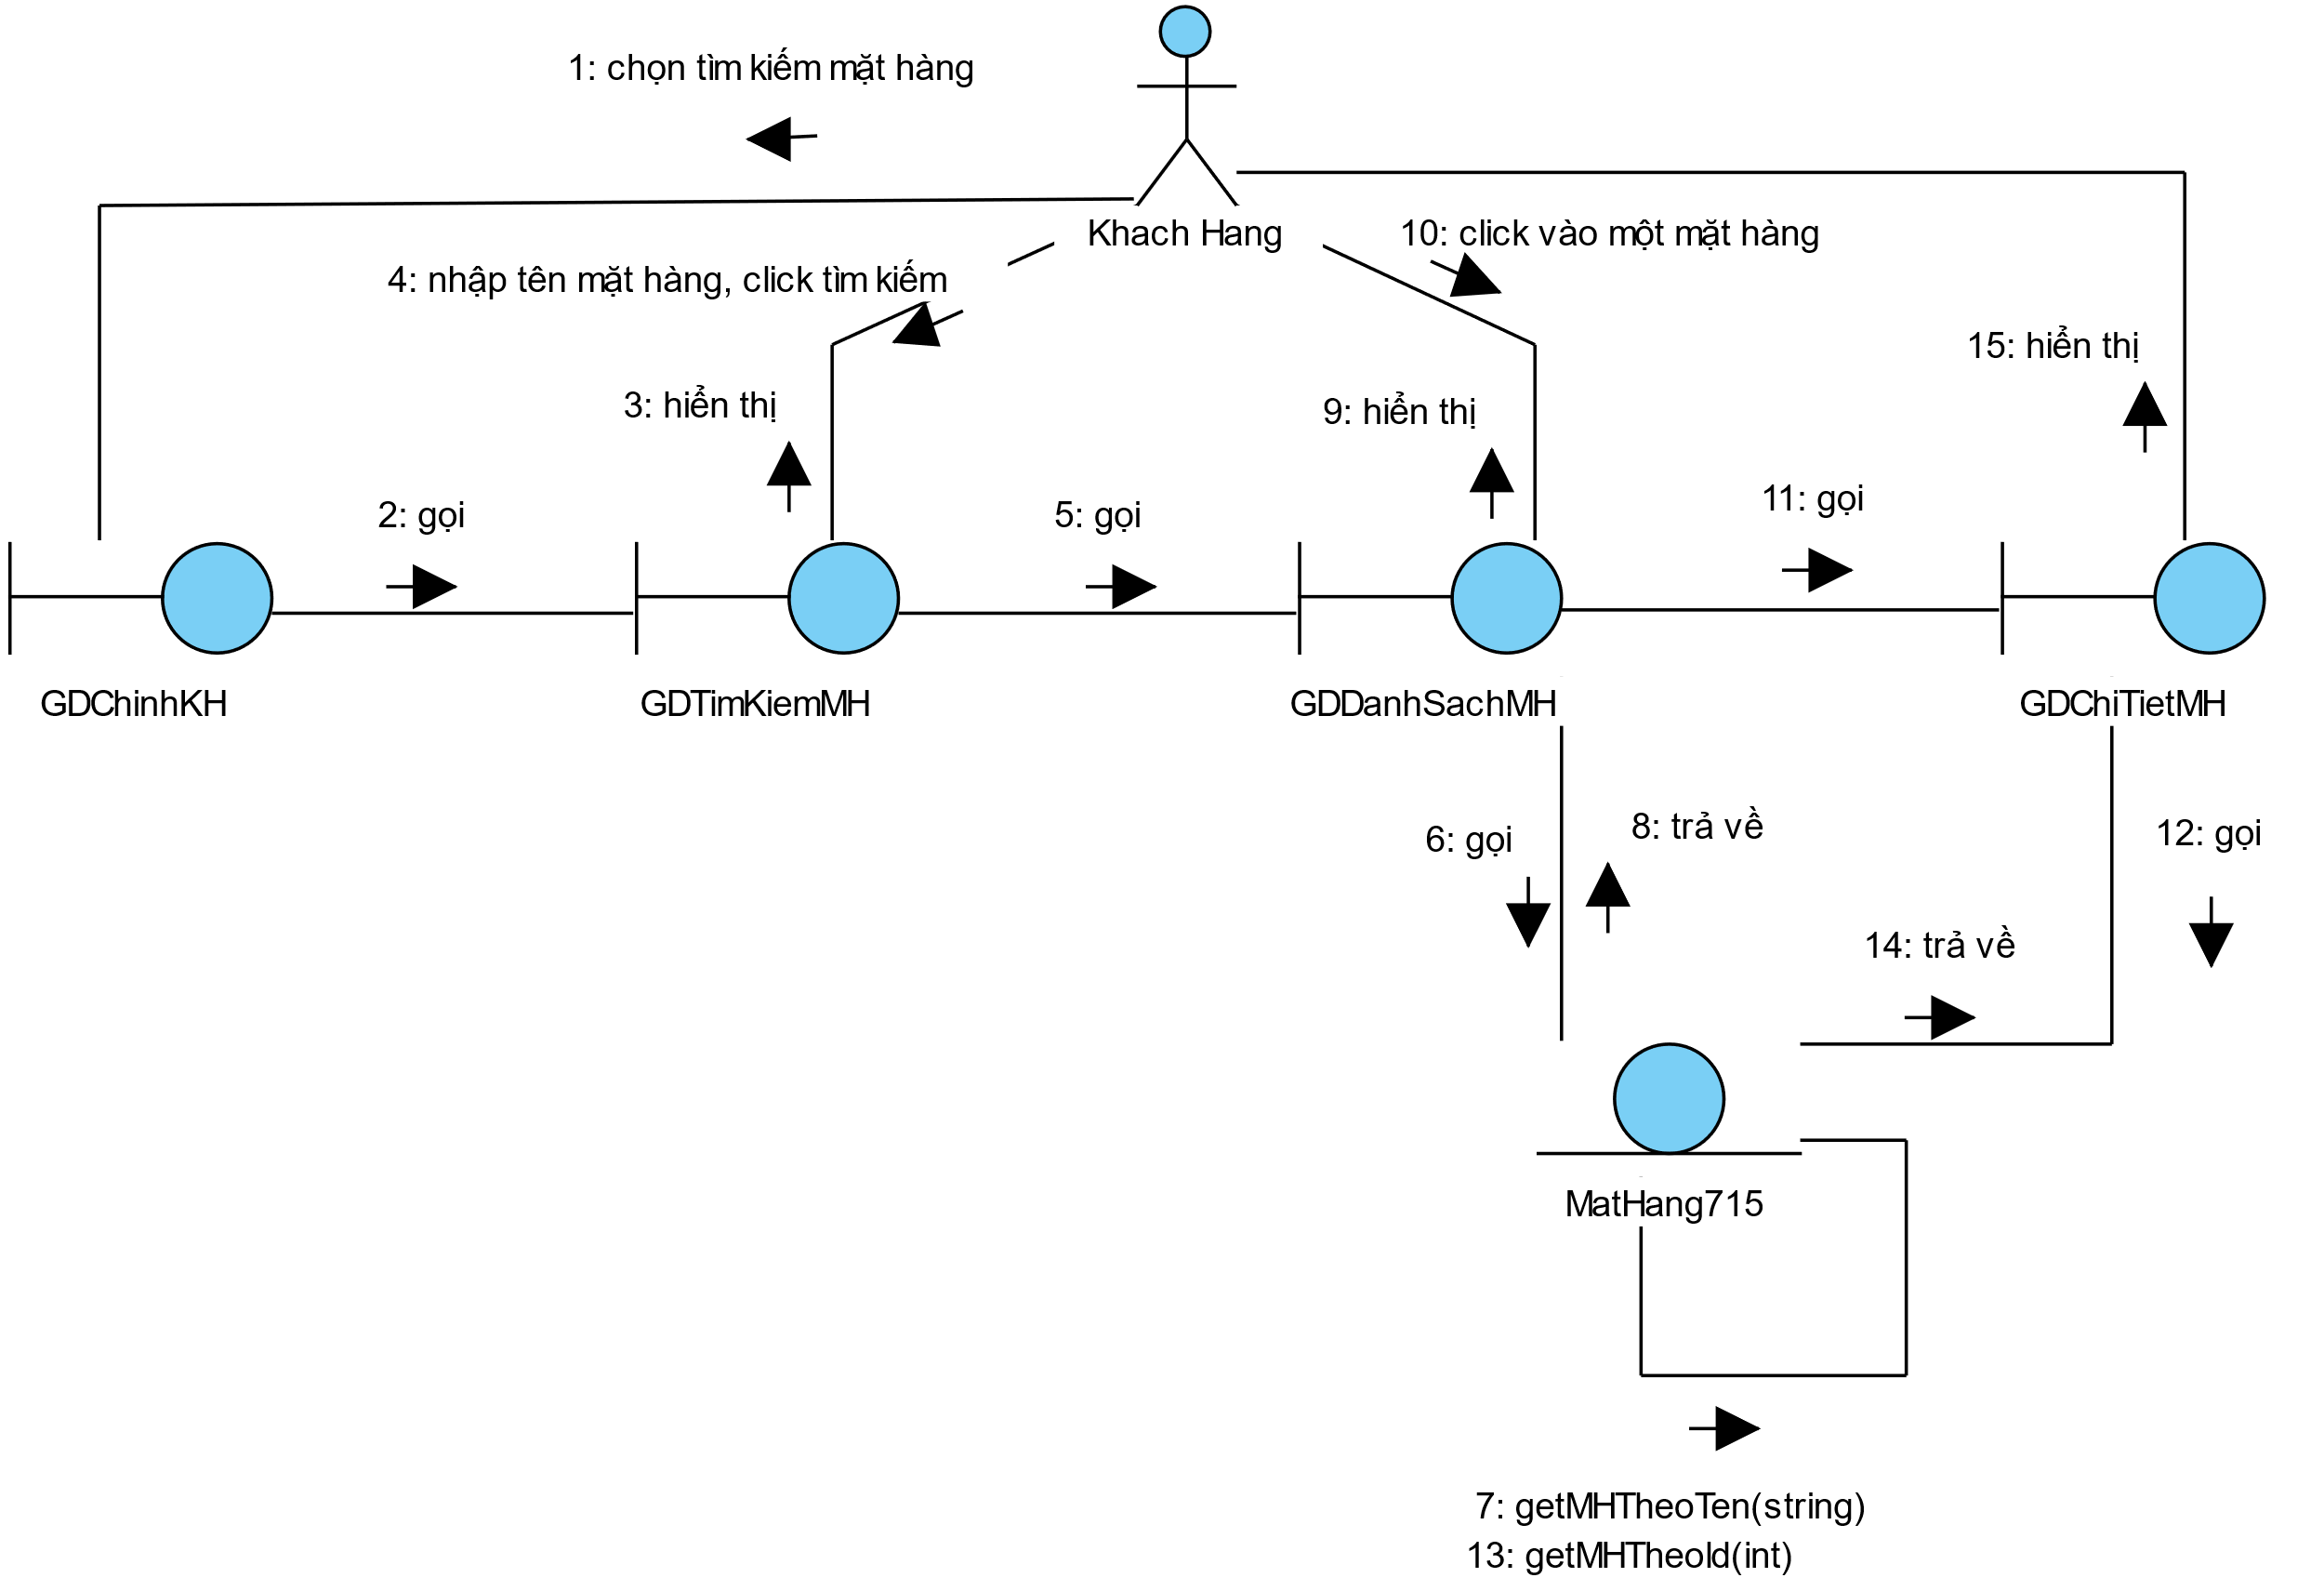 1: chọn tìm kiếm mặt hàng
Khach Hang
10: click vào một mặt hàng
4: nhập tên mặt hàng, click tìm kiếm
15: hiển thị
3: hiển thị
9: hiển thị
2: gọi
5: gọi
11: gọi
GDChinhKH
GDTimKiemMH
GDDanhSachMH
GDChiTietMH
6: gọi
8: trả về
12: gọi
14: trả về
MatHang715
7: getMHTheoTen(string)
13: getMHTheoId(int)